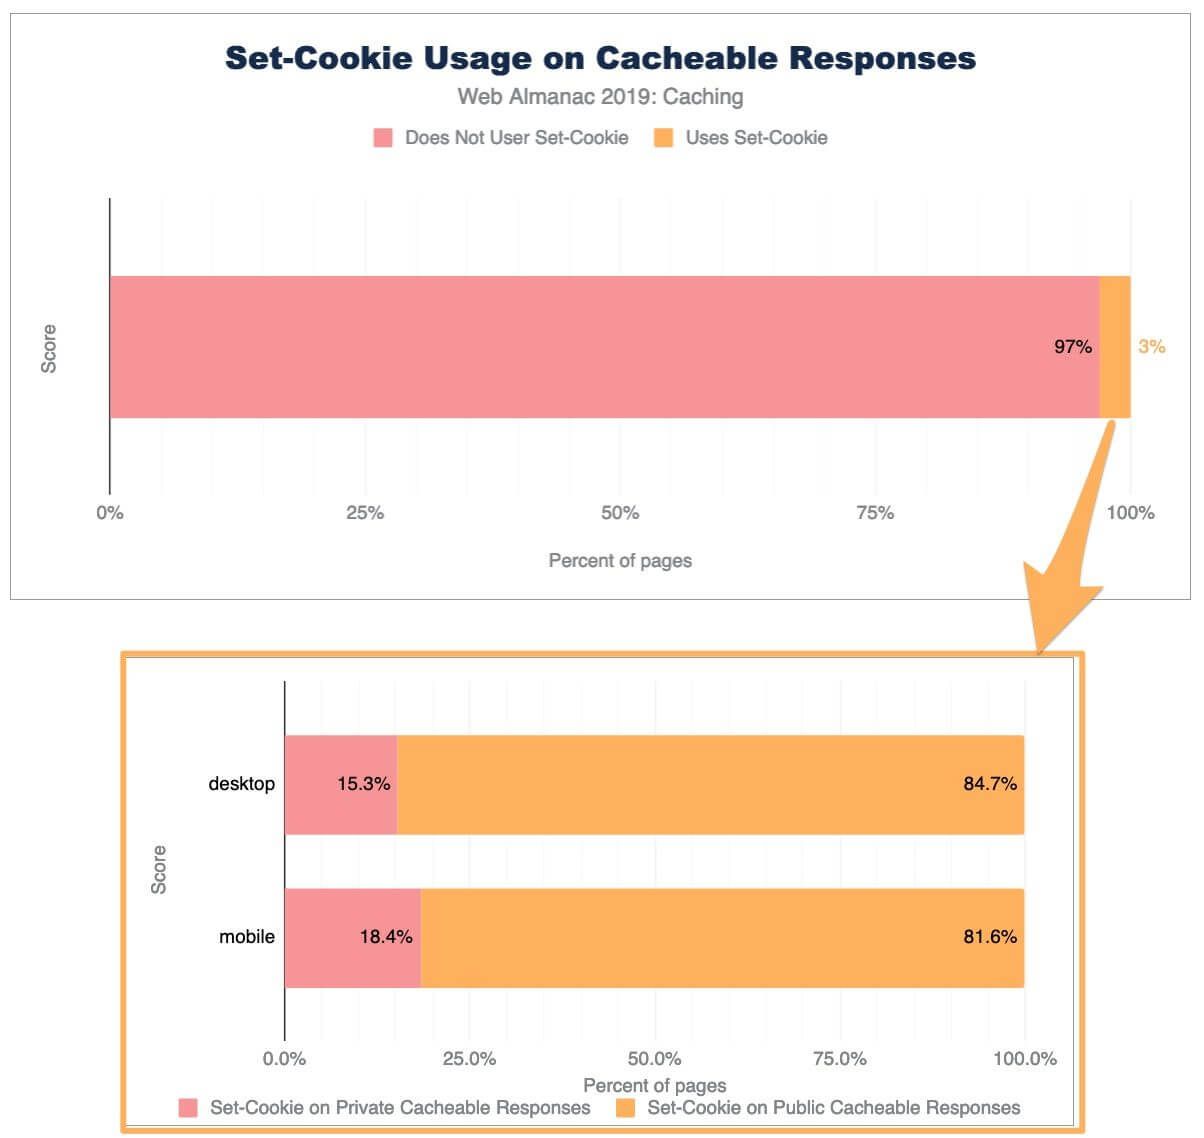 Set-Cookie Usage on Cacheable Responses
Web Almanac 2019: Caching
Does Not User Set-Cookie Uses Set-Cookie
Score
97% 3%
0% 25% 50% 75% 100%
Percent of pages
Score
desktop 15.3% 84.7%
mobile 18.4% 81.6%
0.0% 25.0% 50.0% 75.0% 100.0%
Percent of pages
Set-Cookie on Private Cacheable Responses Set-Cookie on Public Cacheable Responses